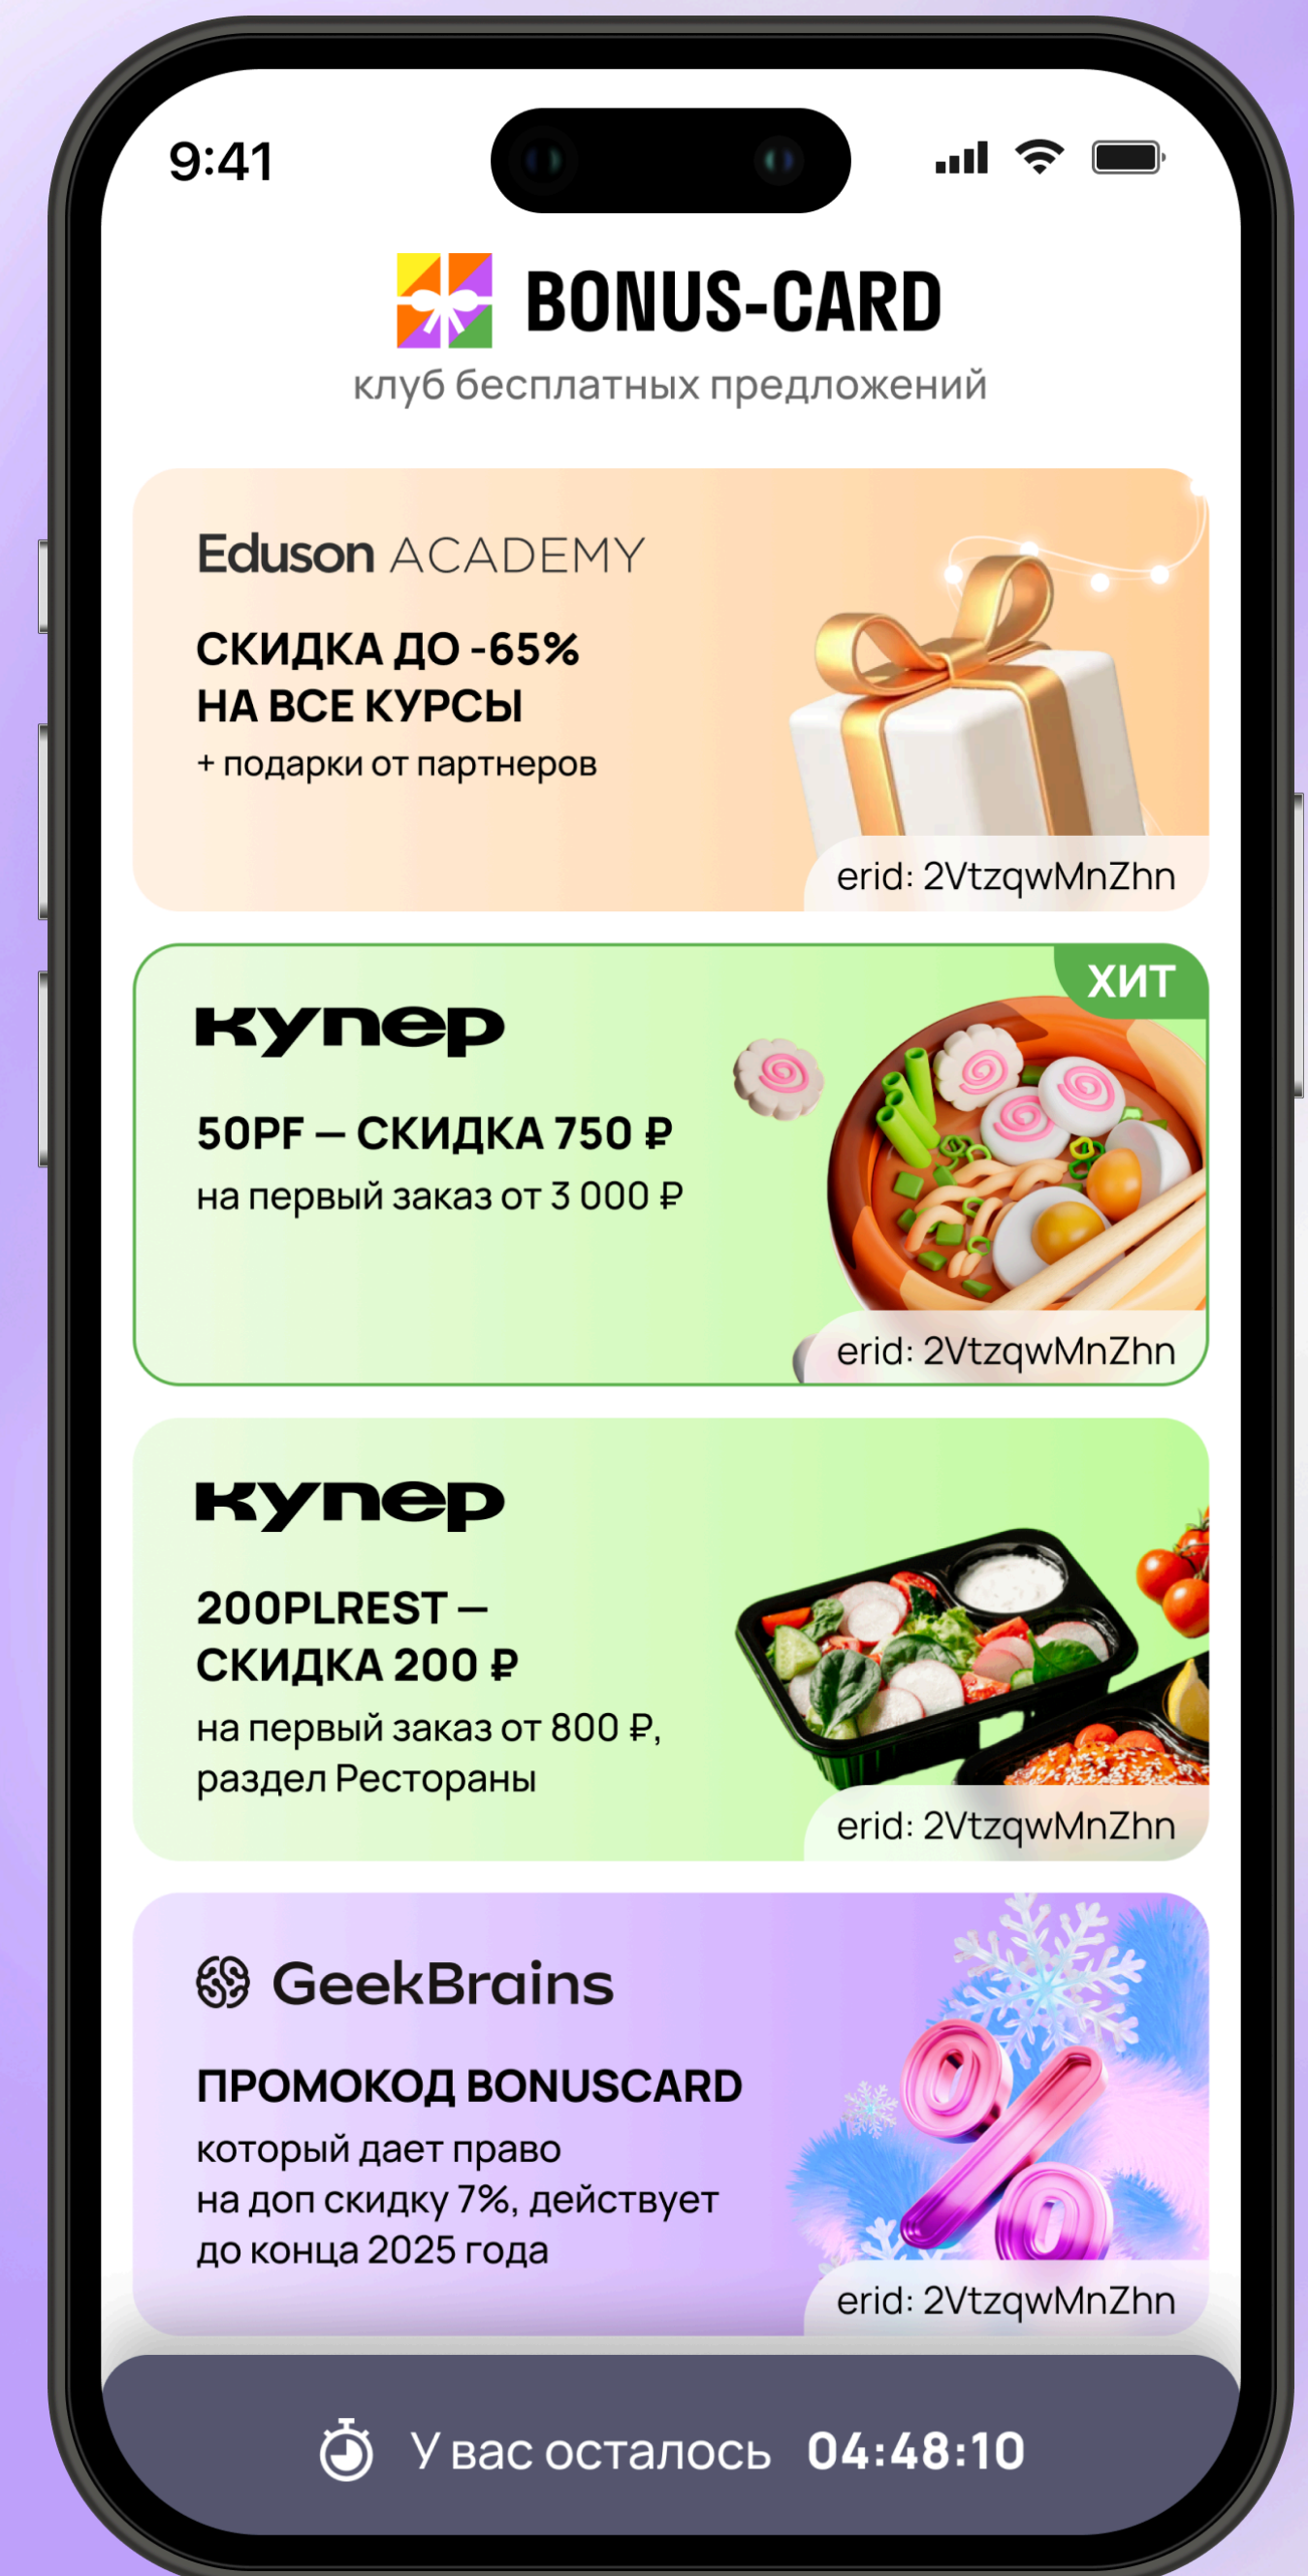 9:41
BONUS-CARD
клуб бесплатных предложений
Eduson ACADEMY
СКИДКА ДО -65%
НА ВСЕ КУРСЫ
+ подарки от партнеров
erid: 2VtzqwMnZhn
ХИТ
купер
50PF — СКИДКА 750 ₽
на первый заказ от 3 000 ₽
erid: 2VtzqwMnZhn
купер
200PLREST —
СКИДКА 200 ₽
на первый заказ от 800 ₽,
раздел Рестораны
erid: 2VtzqwMnZhn
GeekBrains
ПРОМОКОД BONUSCARD
который дает право
на доп скидку 7%, действует
до конца 2025 года
erid: 2VtzqwMnZhn
У вас осталось 04:48:10